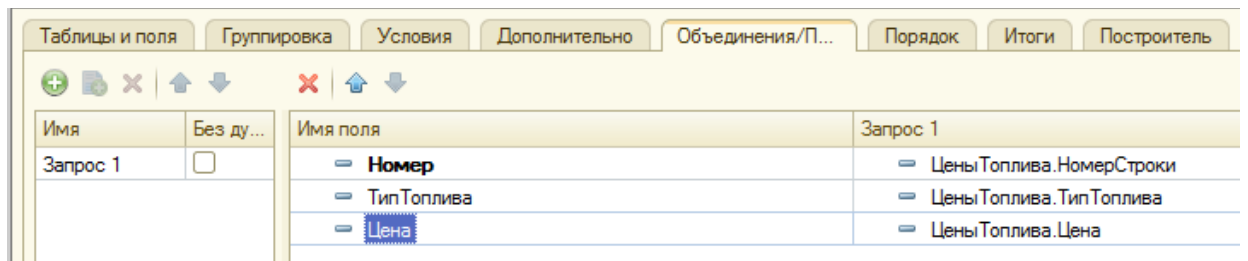 Таблицы и поля Группировка Условия Дополнительно Объединения/П... Порядок Итоги Построитель
Имя Без ду... Имя поля Запрос 1
Запрос 1 Номер ЦеныТоплива.НомерСтроки
ТипТоплива ЦеныТоплива.ТипТоплива
Цена ЦеныТоплива.Цена